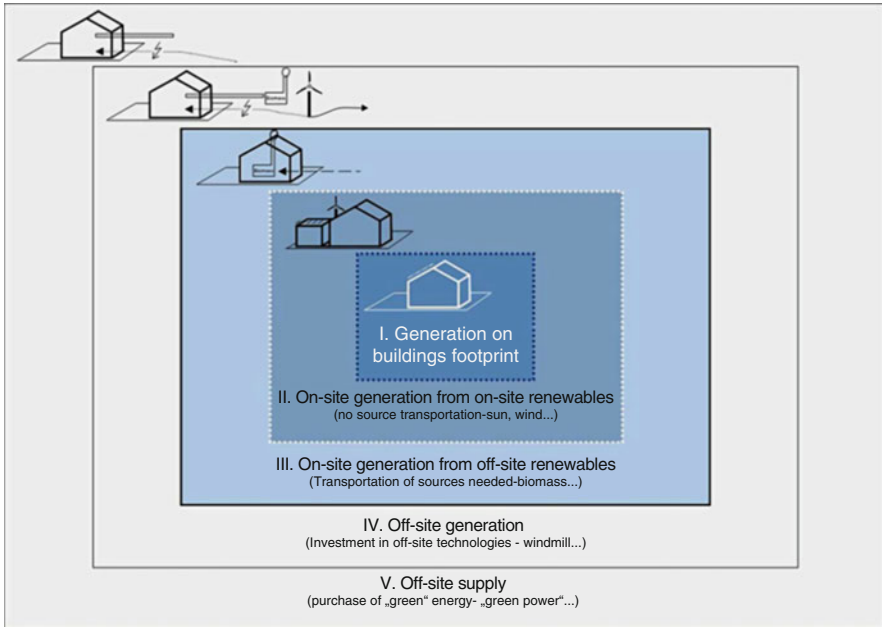 I. Generation on
buildings footprint
II. On-site generation from on-site renewables
(no source transportation-sun, wind...)
III. On-site generation from off-site renewables
(Transportation of sources needed-biomass...)
IV. Off-site generation
(Investment in off-site technologies - windmill...)
V. Off-site supply
(purchase of „green“ energy- „green power“...)